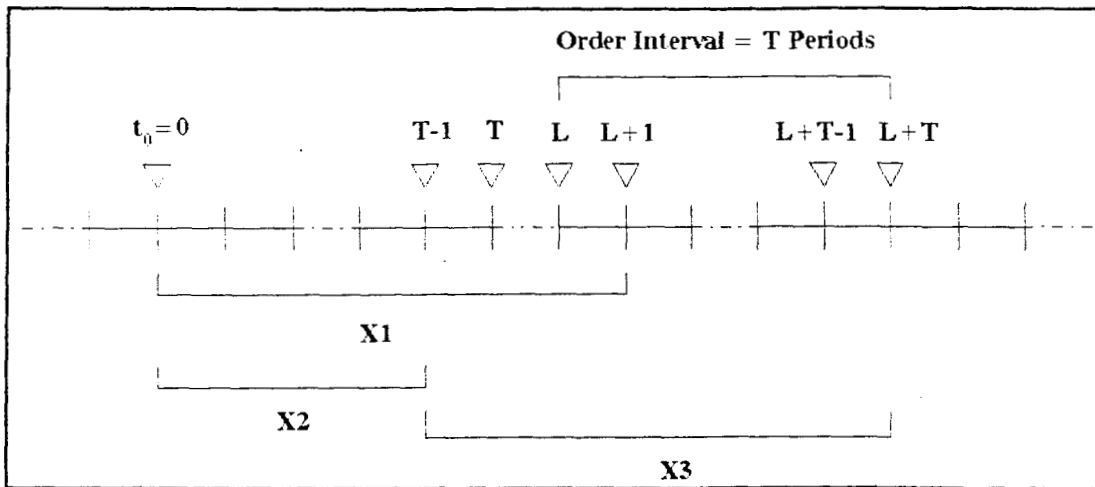 Order Interval = T Periods
t₀ = 0 T-1 T L L+1 L+T-1 L+T
X1
X2
X3